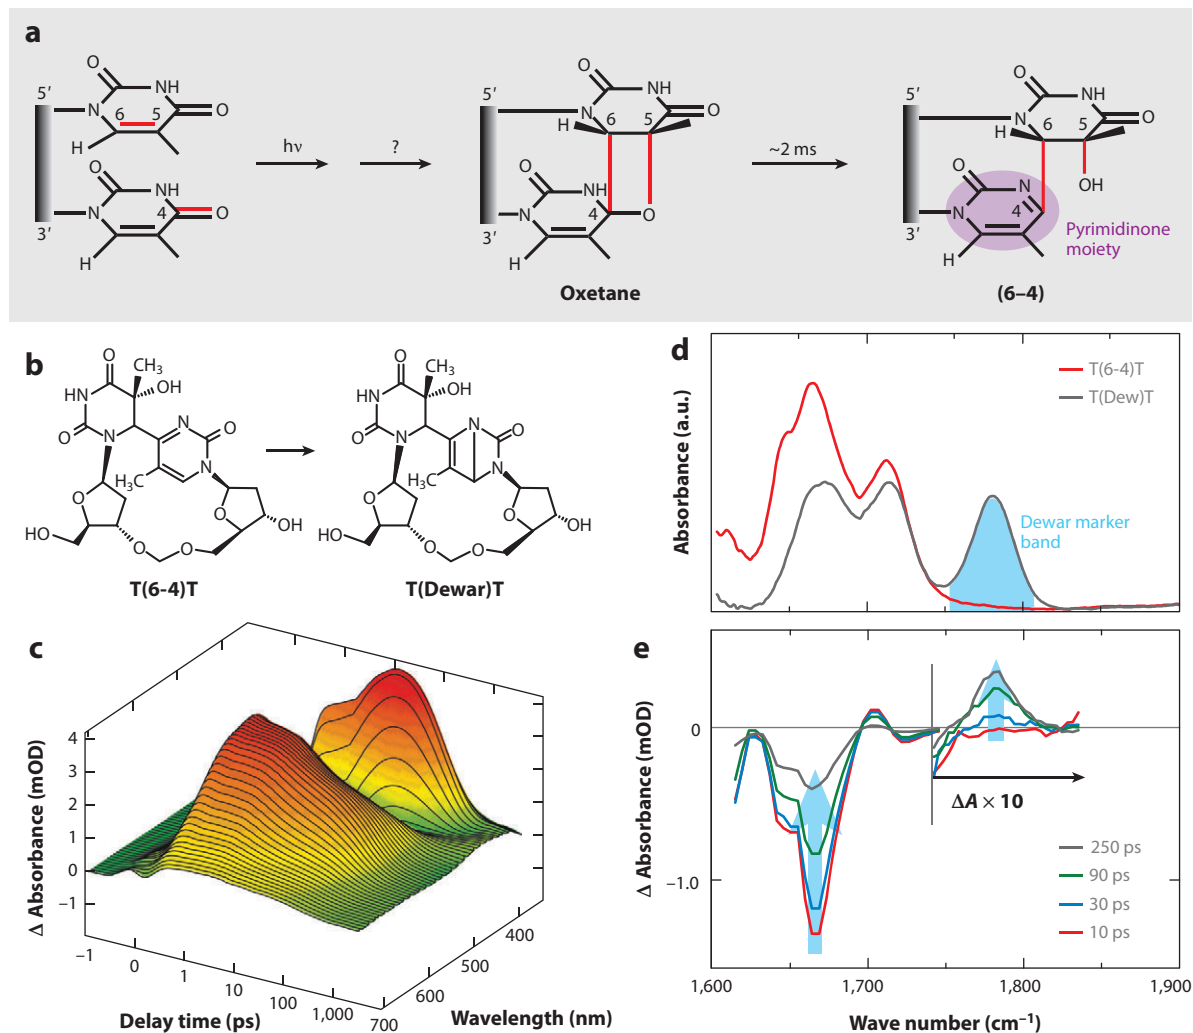 a
O
NH
5′
N
6
5
O
H
O
NH
N
4
O
3′
H
hν
?
O
NH
5′
N
6
5
O
H
O
NH
N
4
O
3′
H
Oxetane
~2 ms
O
NH
5′
N
6
5
O
H
O
N
OH
N
4
3′
H
Pyrimidinone
moiety
(6–4)
b
O
CH3
OH
HN
N
O
N
O
N
H3C
O
O
HO
OH
O
O
T(6-4)T
O
CH3
OH
HN
N
O
N
O
N
H3C
O
O
HO
OH
O
O
T(Dewar)T
c
Δ Absorbance (mOD)
4
3
2
1
0
−1
−1
0
1
10
100
1,000
Delay time (ps)
700
600
500
400
Wavelength (nm)
d
Absorbance (a.u.)
T(6-4)T
T(Dew)T
Dewar marker
band
e
Δ Absorbance (mOD)
0
−1.0
ΔA × 10
250 ps
90 ps
30 ps
10 ps
1,600
1,700
1,800
1,900
Wave number (cm−1)